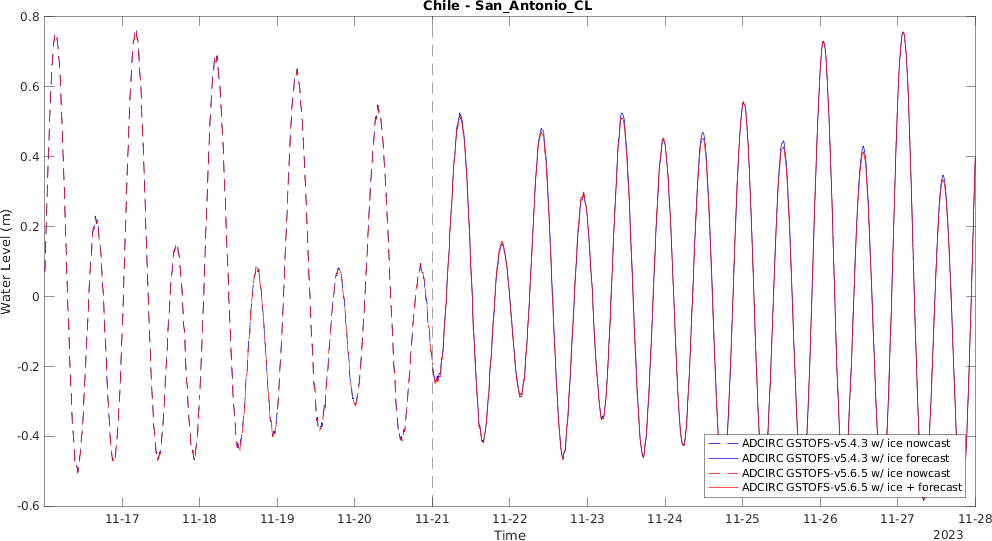 Chile - San_Antonio_CL
Water Level (m)
0.8
0.6
0.4
0.2
0
-0.2
-0.4
-0.6
ADCIRC GSTOFS-v5.4.3 w/ ice nowcast
ADCIRC GSTOFS-v5.4.3 w/ ice forecast
ADCIRC GSTOFS-v5.6.5 w/ ice nowcast
ADCIRC GSTOFS-v5.6.5 w/ ice + forecast
11-17 11-18 11-19 11-20 11-21 11-22 11-23 11-24 11-25 11-26 11-27 11-28
Time
2023